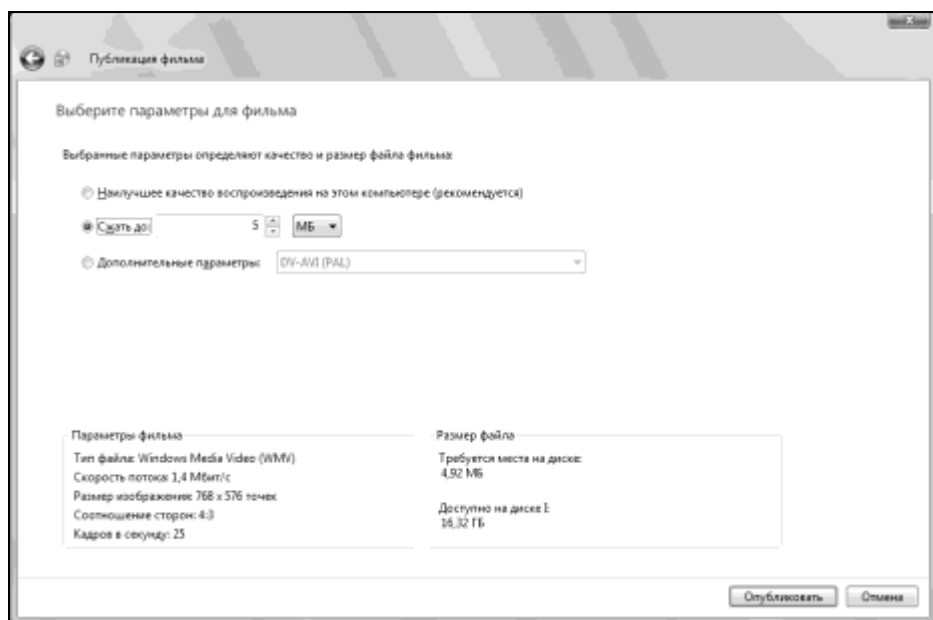 Публикация фильма
Выберите параметры для фильма
Выбранные параметры определяют качество и размер файла фильма:
Наилучшее качество воспроизведения на этом компьютере (рекомендуется)
Сжать до: 5 МБ
Дополнительные параметры: DV-AVI (PAL)
Параметры фильма
Тип файла: Windows Media Video (WMV)
Скорость потока: 1,4 Мбит/с
Размер изображения: 768 x 576 точек
Соотношение сторон: 4:3
Кадров в секунду: 25
Размер файла
Требуется места на диске:
4,92 МБ
Доступно на диске I:
16,32 ГБ
Опубликовать Отмена